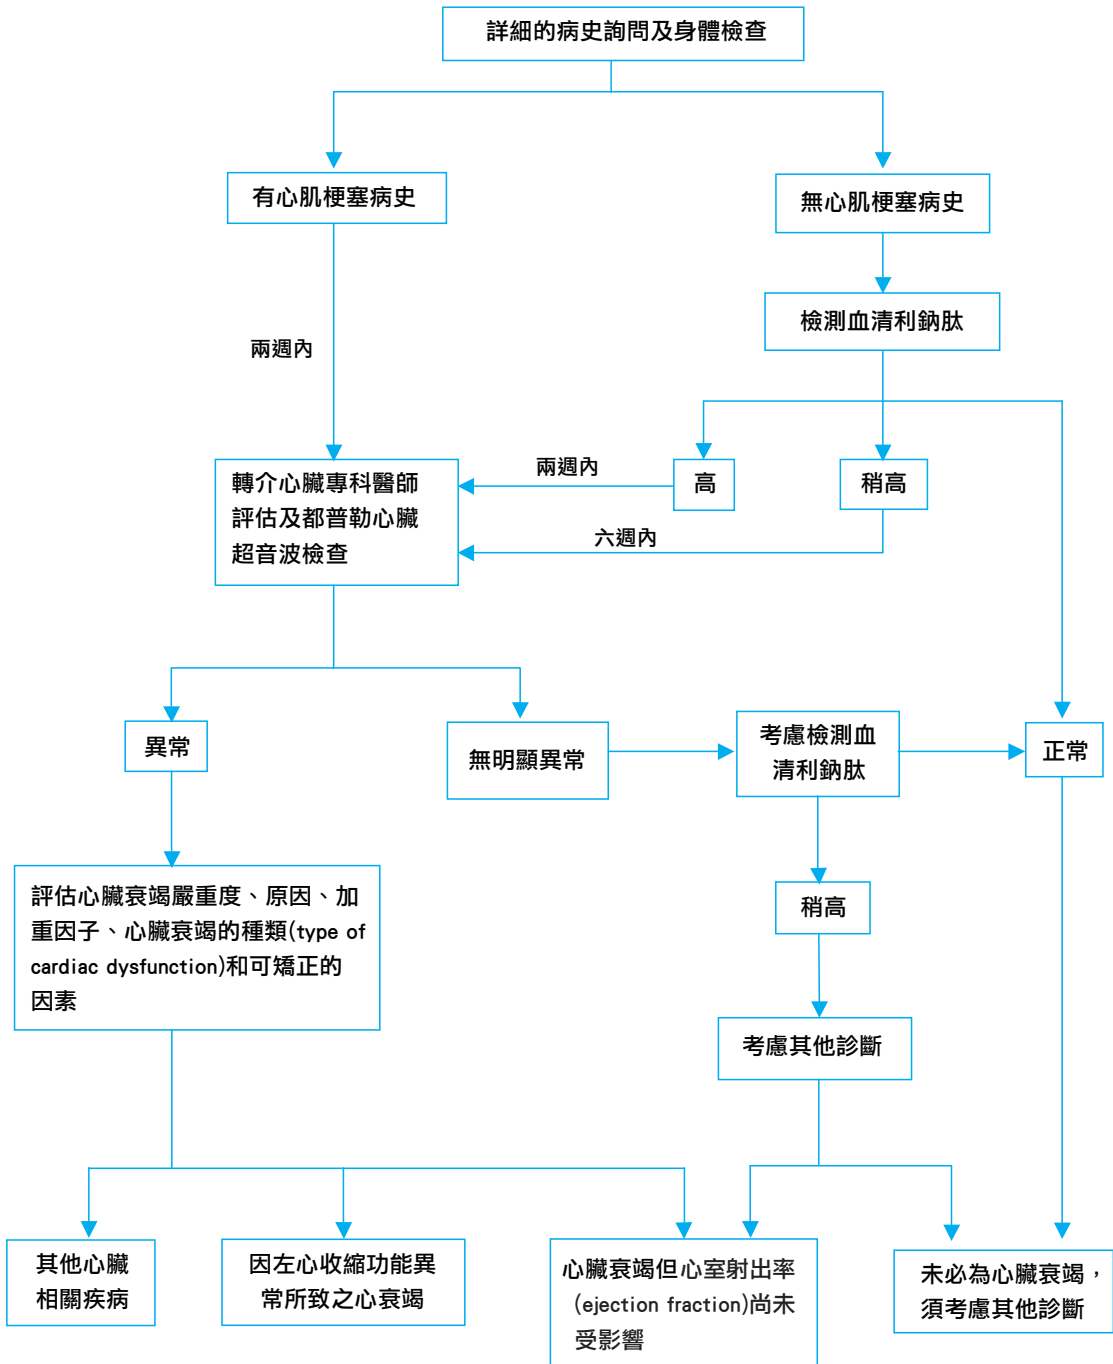 詳細的病史詢問及身體檢查
有心肌梗塞病史
無心肌梗塞病史
檢測血清利鈉肽
兩週內
兩週內
高
稍高
轉介心臟專科醫師
評估及都普勒心臟
超音波檢查
六週內
異常
無明顯異常
考慮檢測血
清利鈉肽
正常
評估心臟衰竭嚴重度、原因、加
重因子、心臟衰竭的種類(type of
cardiac dysfunction)和可矯正的
因素
稍高
考慮其他診斷
其他心臟
相關疾病
因左心收縮功能異
常所致之心衰竭
心臟衰竭但心室射出率
(ejection fraction)尚未
受影響
未必為心臟衰竭，
須考慮其他診斷